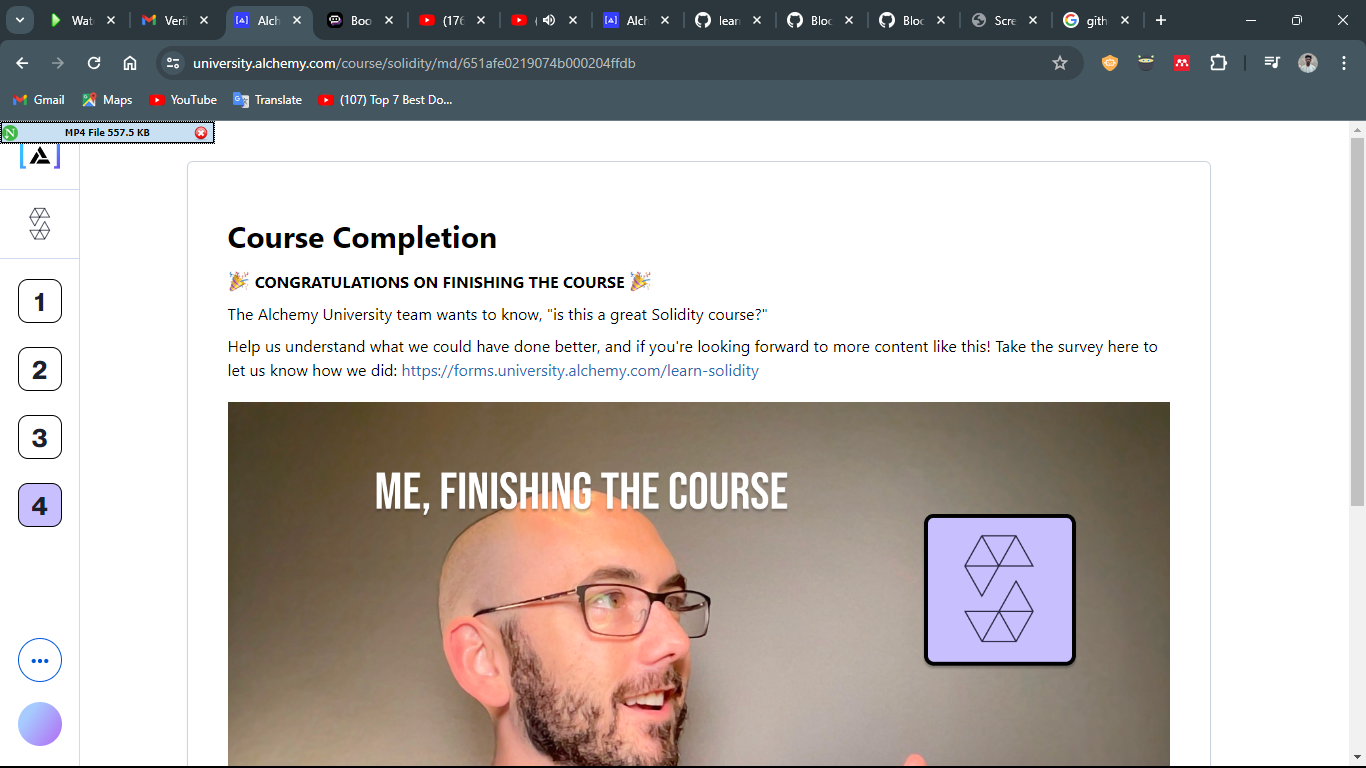 Wat
Veri
Alch
Boo
(176
(
Alch
lear
Bloc
Bloc
Scre
gith
university.alchemy.com/course/solidity/md/651afe0219074b000204ffdb
Gmail
Maps
YouTube
Translate
(107) Top 7 Best Do...
MP4 File 557.5 KB
Course Completion
🎉 CONGRATULATIONS ON FINISHING THE COURSE 🎉
The Alchemy University team wants to know, "is this a great Solidity course?"
Help us understand what we could have done better, and if you're looking forward to more content like this! Take the survey here to
let us know how we did: https://forms.university.alchemy.com/learn-solidity
1
2
3
4
ME, FINISHING THE COURSE